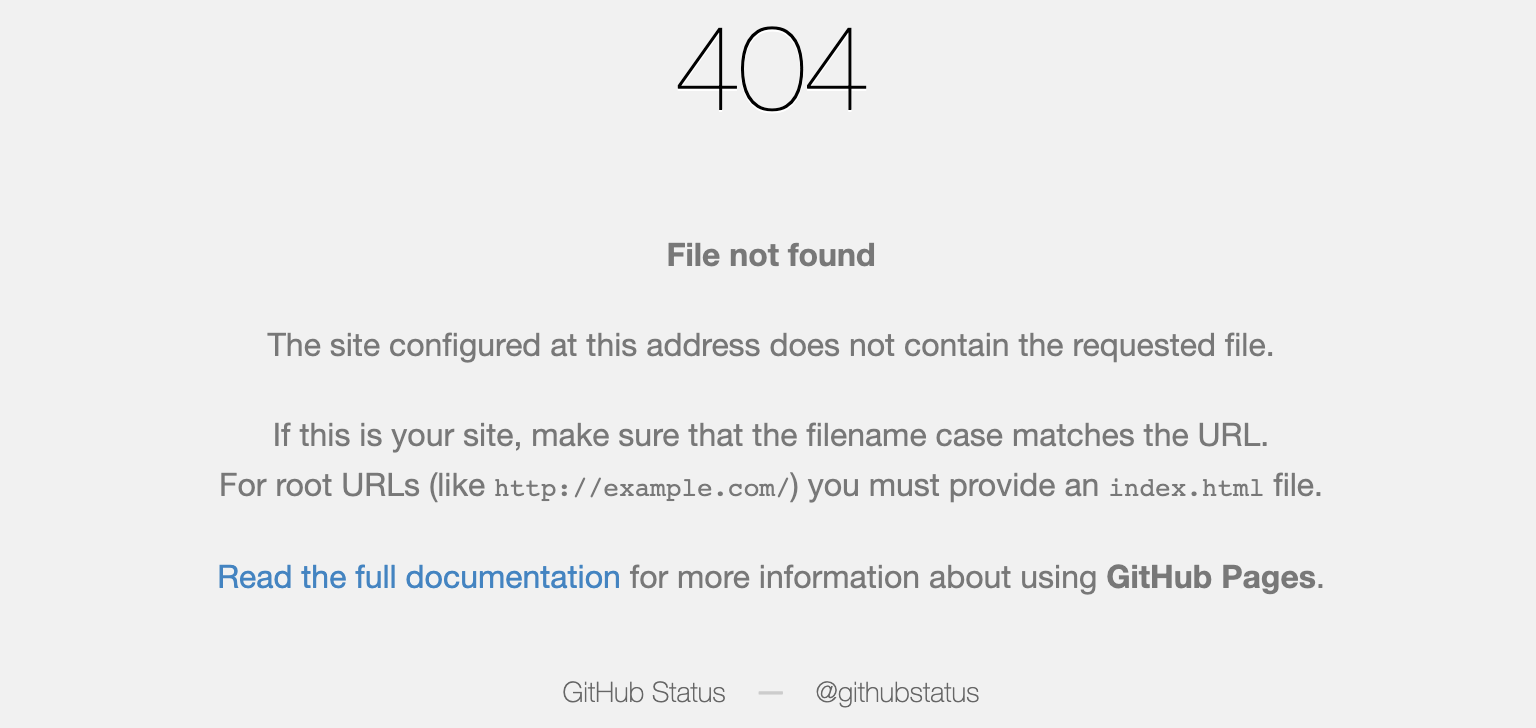 404
File not found
The site configured at this address does not contain the requested file.
If this is your site, make sure that the filename case matches the URL.
For root URLs (like http://example.com/) you must provide an index.html file.
Read the full documentation for more information about using GitHub Pages.
GitHub Status — @githubstatus